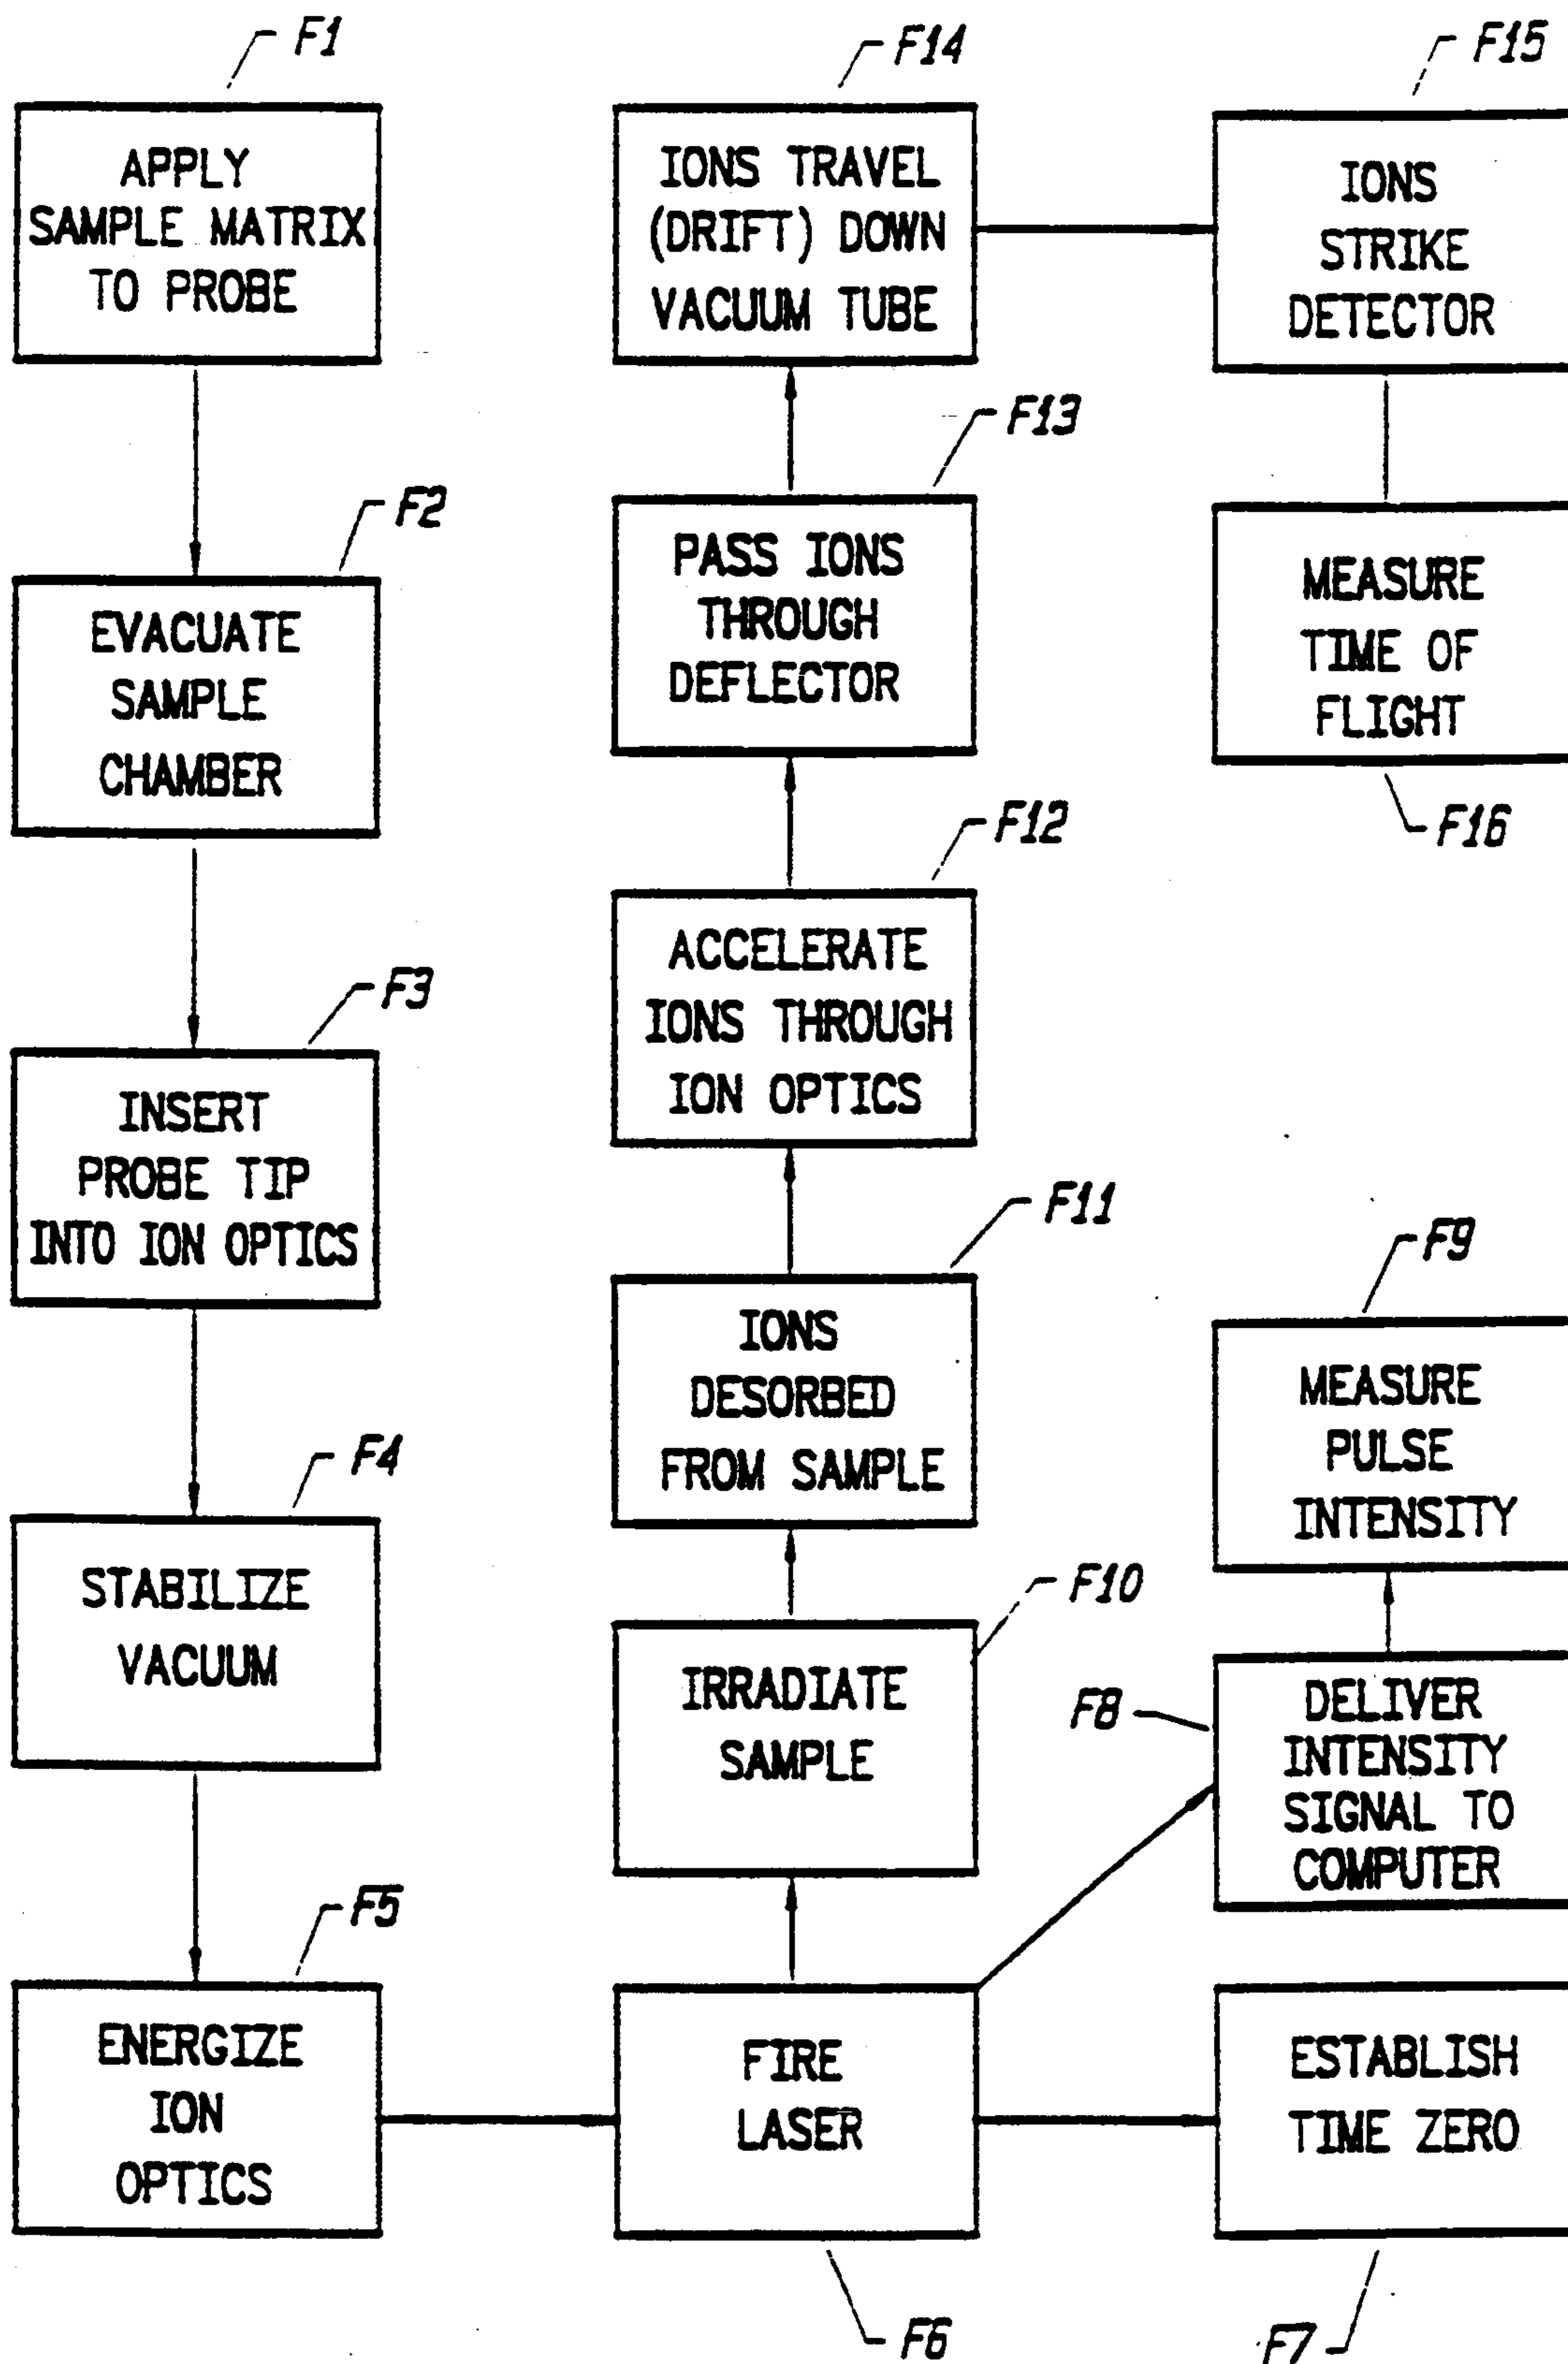 F1
APPLY
SAMPLE MATRIX
TO PROBE
F2
EVACUATE
SAMPLE
CHAMBER
F3
INSERT
PROBE TIP
INTO ION OPTICS
F4
STABILIZE
VACUUM
F5
ENERGIZE
ION
OPTICS
FIRE
LASER
F6
ESTABLISH
TIME ZERO
F7
F8
DELIVER
INTENSITY
SIGNAL TO
COMPUTER
F9
MEASURE
PULSE
INTENSITY
F10
IRRADIATE
SAMPLE
F11
IONS
DESORBED
FROM SAMPLE
F12
ACCELERATE
IONS THROUGH
ION OPTICS
F13
PASS IONS
THROUGH
DEFLECTOR
F14
IONS TRAVEL
(DRIFT) DOWN
VACUUM TUBE
F15
IONS
STRIKE
DETECTOR
MEASURE
TIME OF
FLIGHT
F16